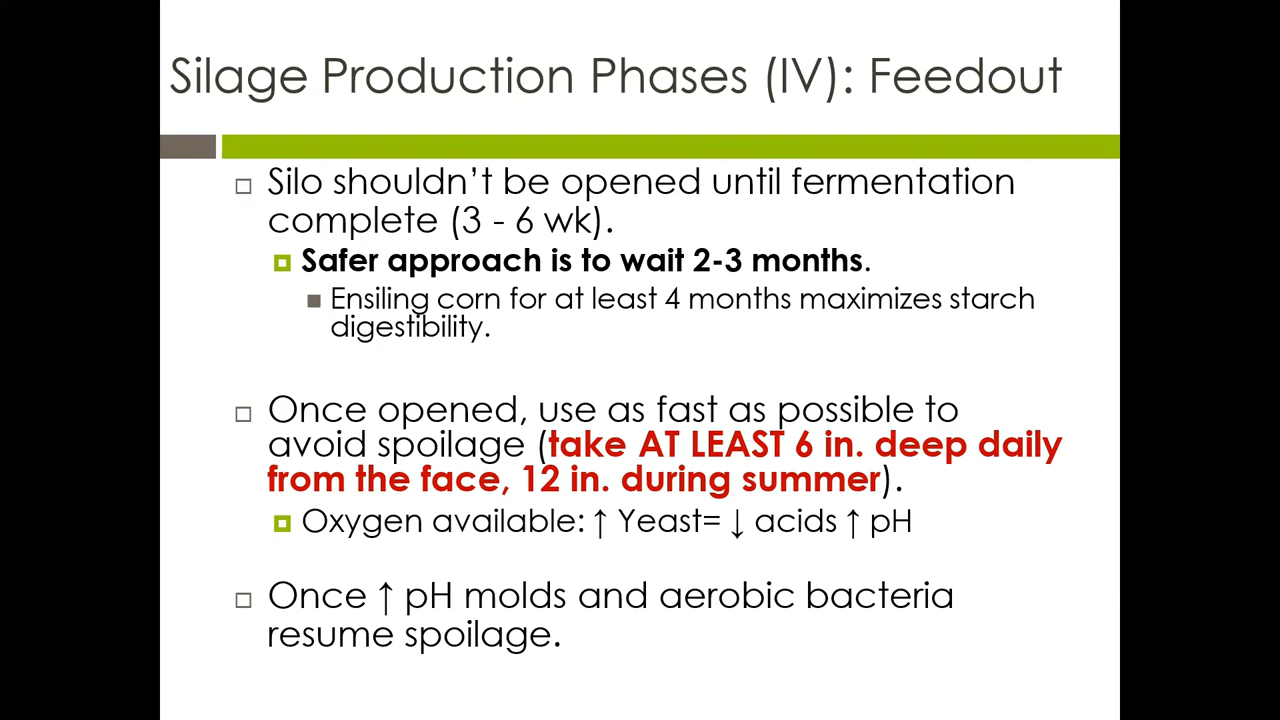 Silage Production Phases (IV): Feedout
Silo shouldn't be opened until fermentation
complete (3 - 6 wk).
Safer approach is to wait 2-3 months.
Ensiling corn for at least 4 months maximizes starch
digestibility.
Once opened, use as fast as possible to
avoid spoilage (take AT LEAST 6 in. deep daily
from the face, 12 in. during summer).
Oxygen available: ↑ Yeast= ↓ acids ↑ pH
Once ↑ pH molds and aerobic bacteria
resume spoilage.